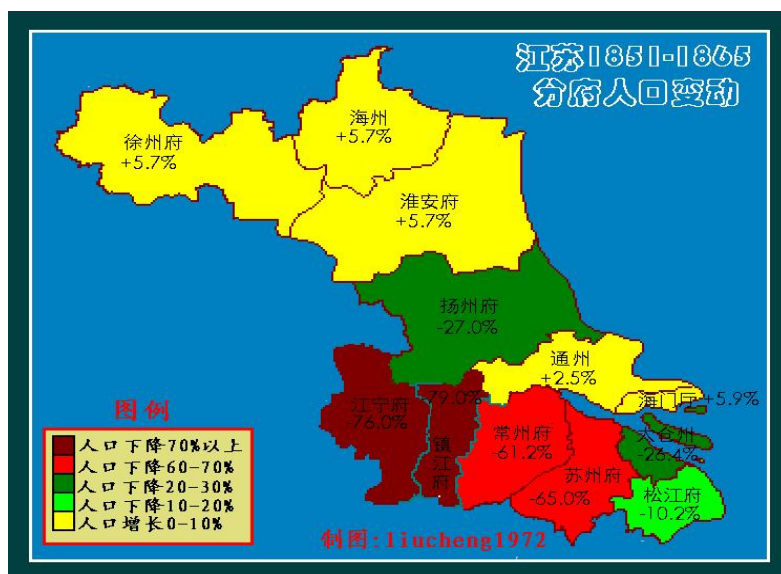 江苏1851-1865
分府人口变动
徐州府
+5.7%
海州
+5.7%
淮安府
+5.7%
扬州府
-27.0%
通州
+2.5%
海门厅 +5.9%
江宁府
-76.0%
-79.0%
镇江府
常州府
-61.2%
苏州府
-65.0%
太仓州
-26.4%
松江府
-10.2%
图例
人口下降70%以上
人口下降60-70%
人口下降20-30%
人口下降10-20%
人口增长0-10%
制图:liucheng1972